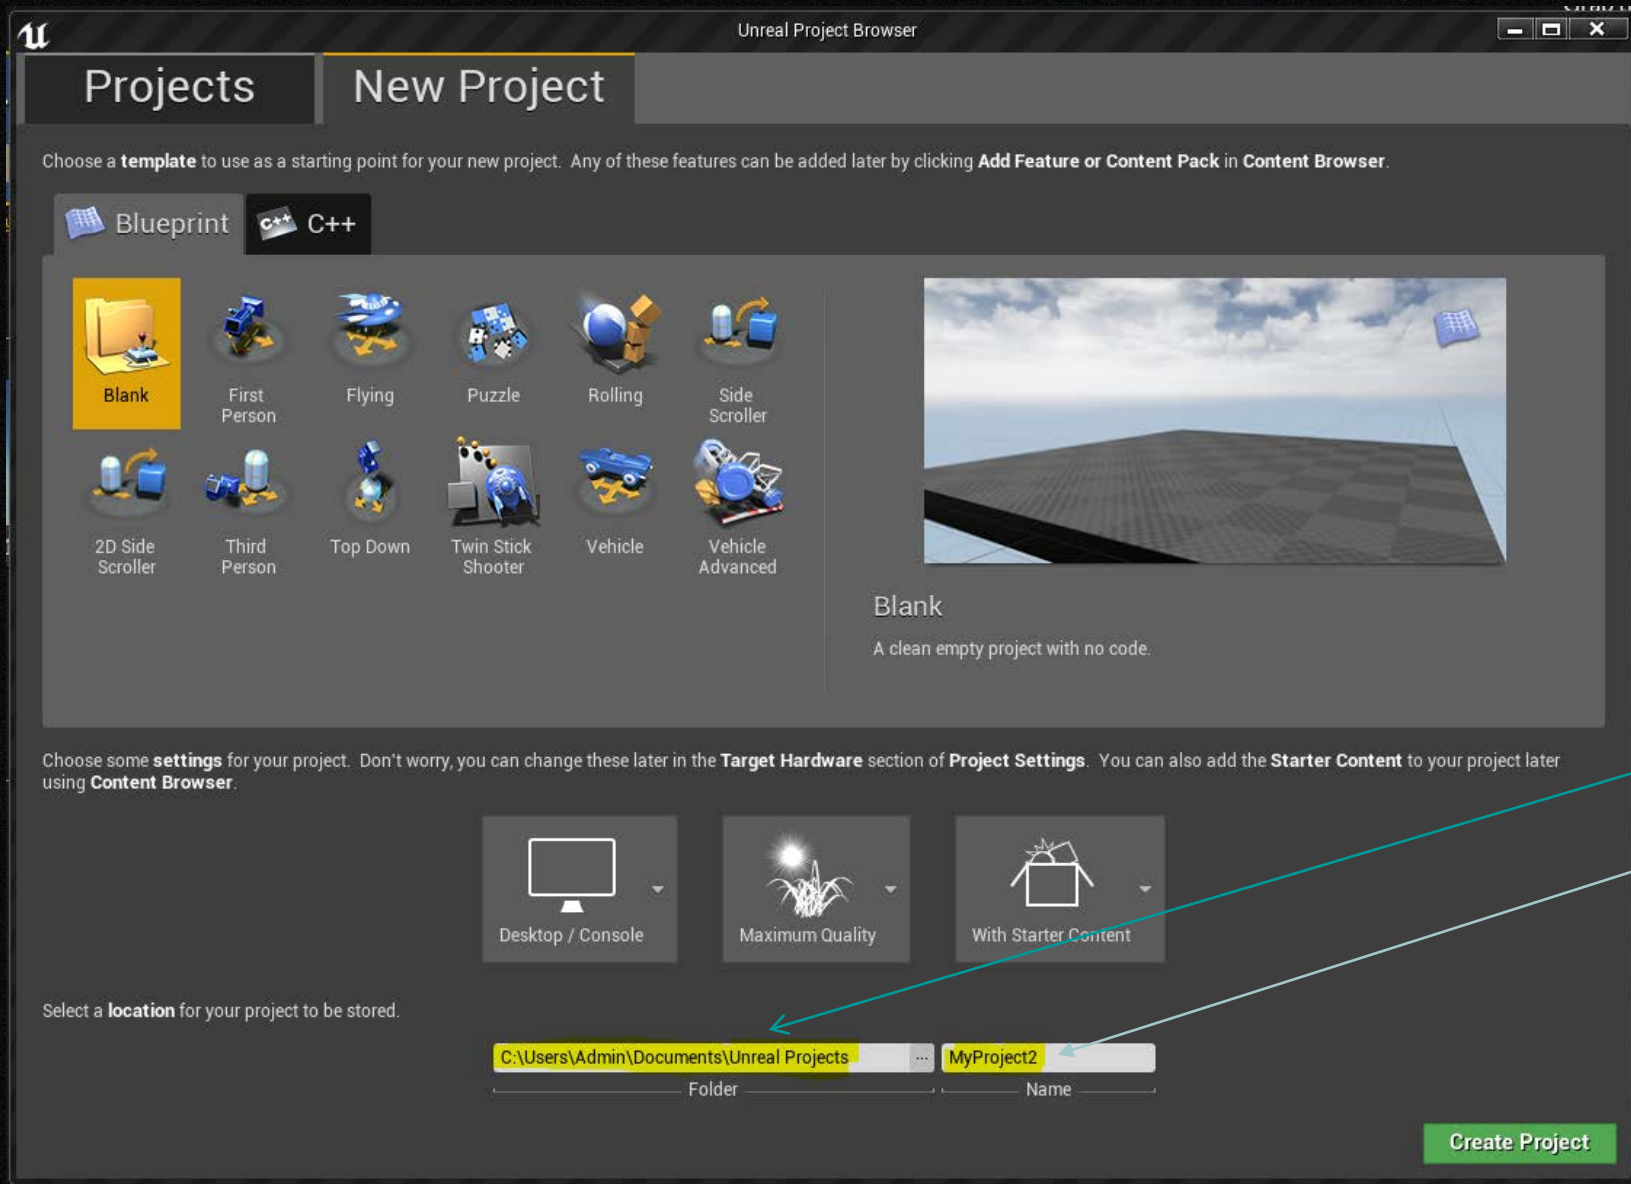 Unreal Project Browser
Projects
New Project
Choose a template to use as a starting point for your new project. Any of these features can be added later by clicking Add Feature or Content Pack in Content Browser.
Blueprint
C++
C++
Blank
First
Person
Flying
Puzzle
Rolling
Side
Scroller
2D Side
Scroller
Third
Person
Top Down
Twin Stick
Shooter
Vehicle
Vehicle
Advanced
Blank
A clean empty project with no code.
Choose some settings for your project. Don't worry, you can change these later in the Target Hardware section of Project Settings. You can also add the Starter Content to your project later
using Content Browser.
Desktop / Console
Maximum Quality
With Starter Content
Select a location for your project to be stored.
C:\Users\Admin\Documents\Unreal Projects
...
MyProject2
Folder
Name
Create Project